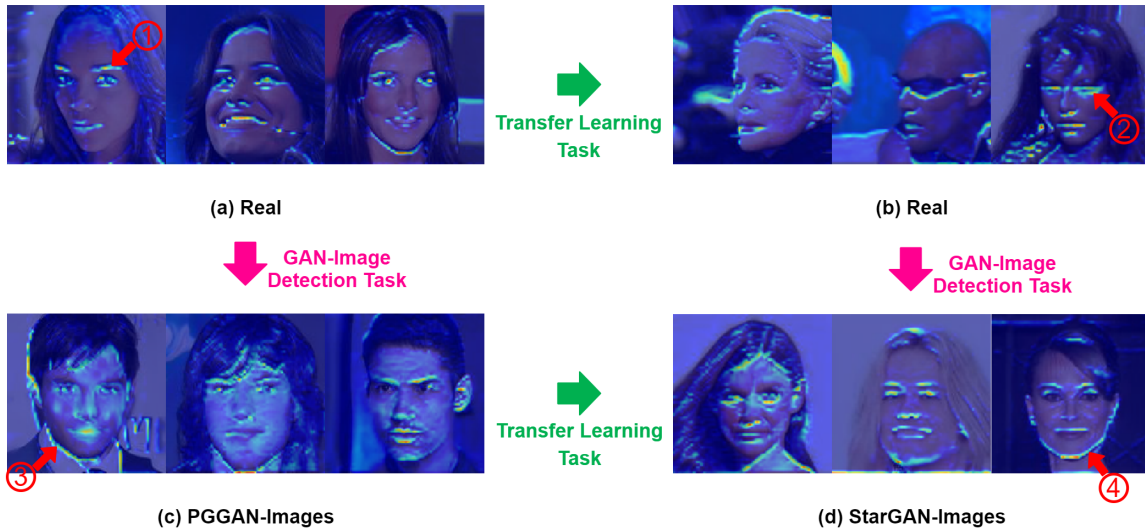 ①
②
Transfer Learning
Task
(a) Real
(b) Real
GAN-Image
Detection Task
GAN-Image
Detection Task
③
④
Transfer Learning
Task
(c) PGGAN-Images
(d) StarGAN-Images